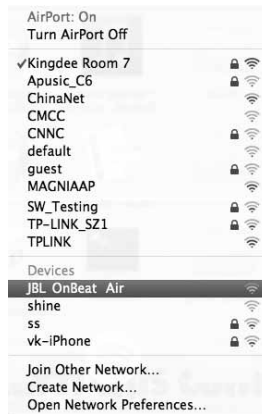 AirPort: On
Turn AirPort Off
✓Kingdee Room 7
Apusic_C6
ChinaNet
CMCC
CNNC
default
guest
MAGNIAAP
SW_Testing
TP-LINK_SZ1
TPLINK
Devices
JBL OnBeat Air
shine
ss
vk-iPhone
Join Other Network...
Create Network...
Open Network Preferences...